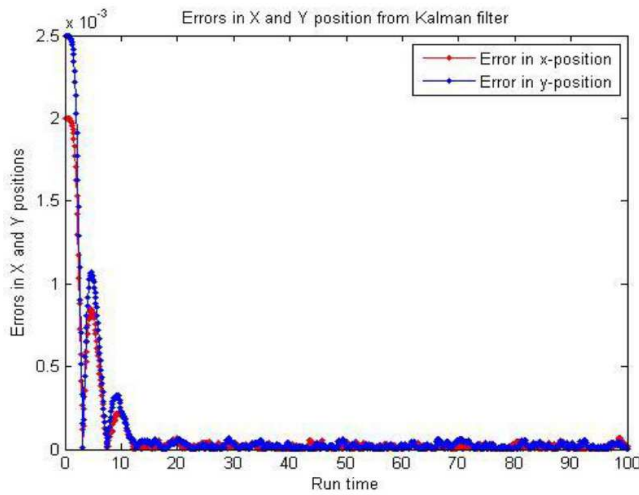 Errors in X and Y position from Kalman filter
x 10^-3
2.5
2
1.5
1
0.5
0
Errors in X and Y positions
Error in x-position
Error in y-position
0 10 20 30 40 50 60 70 80 90 100
Run time